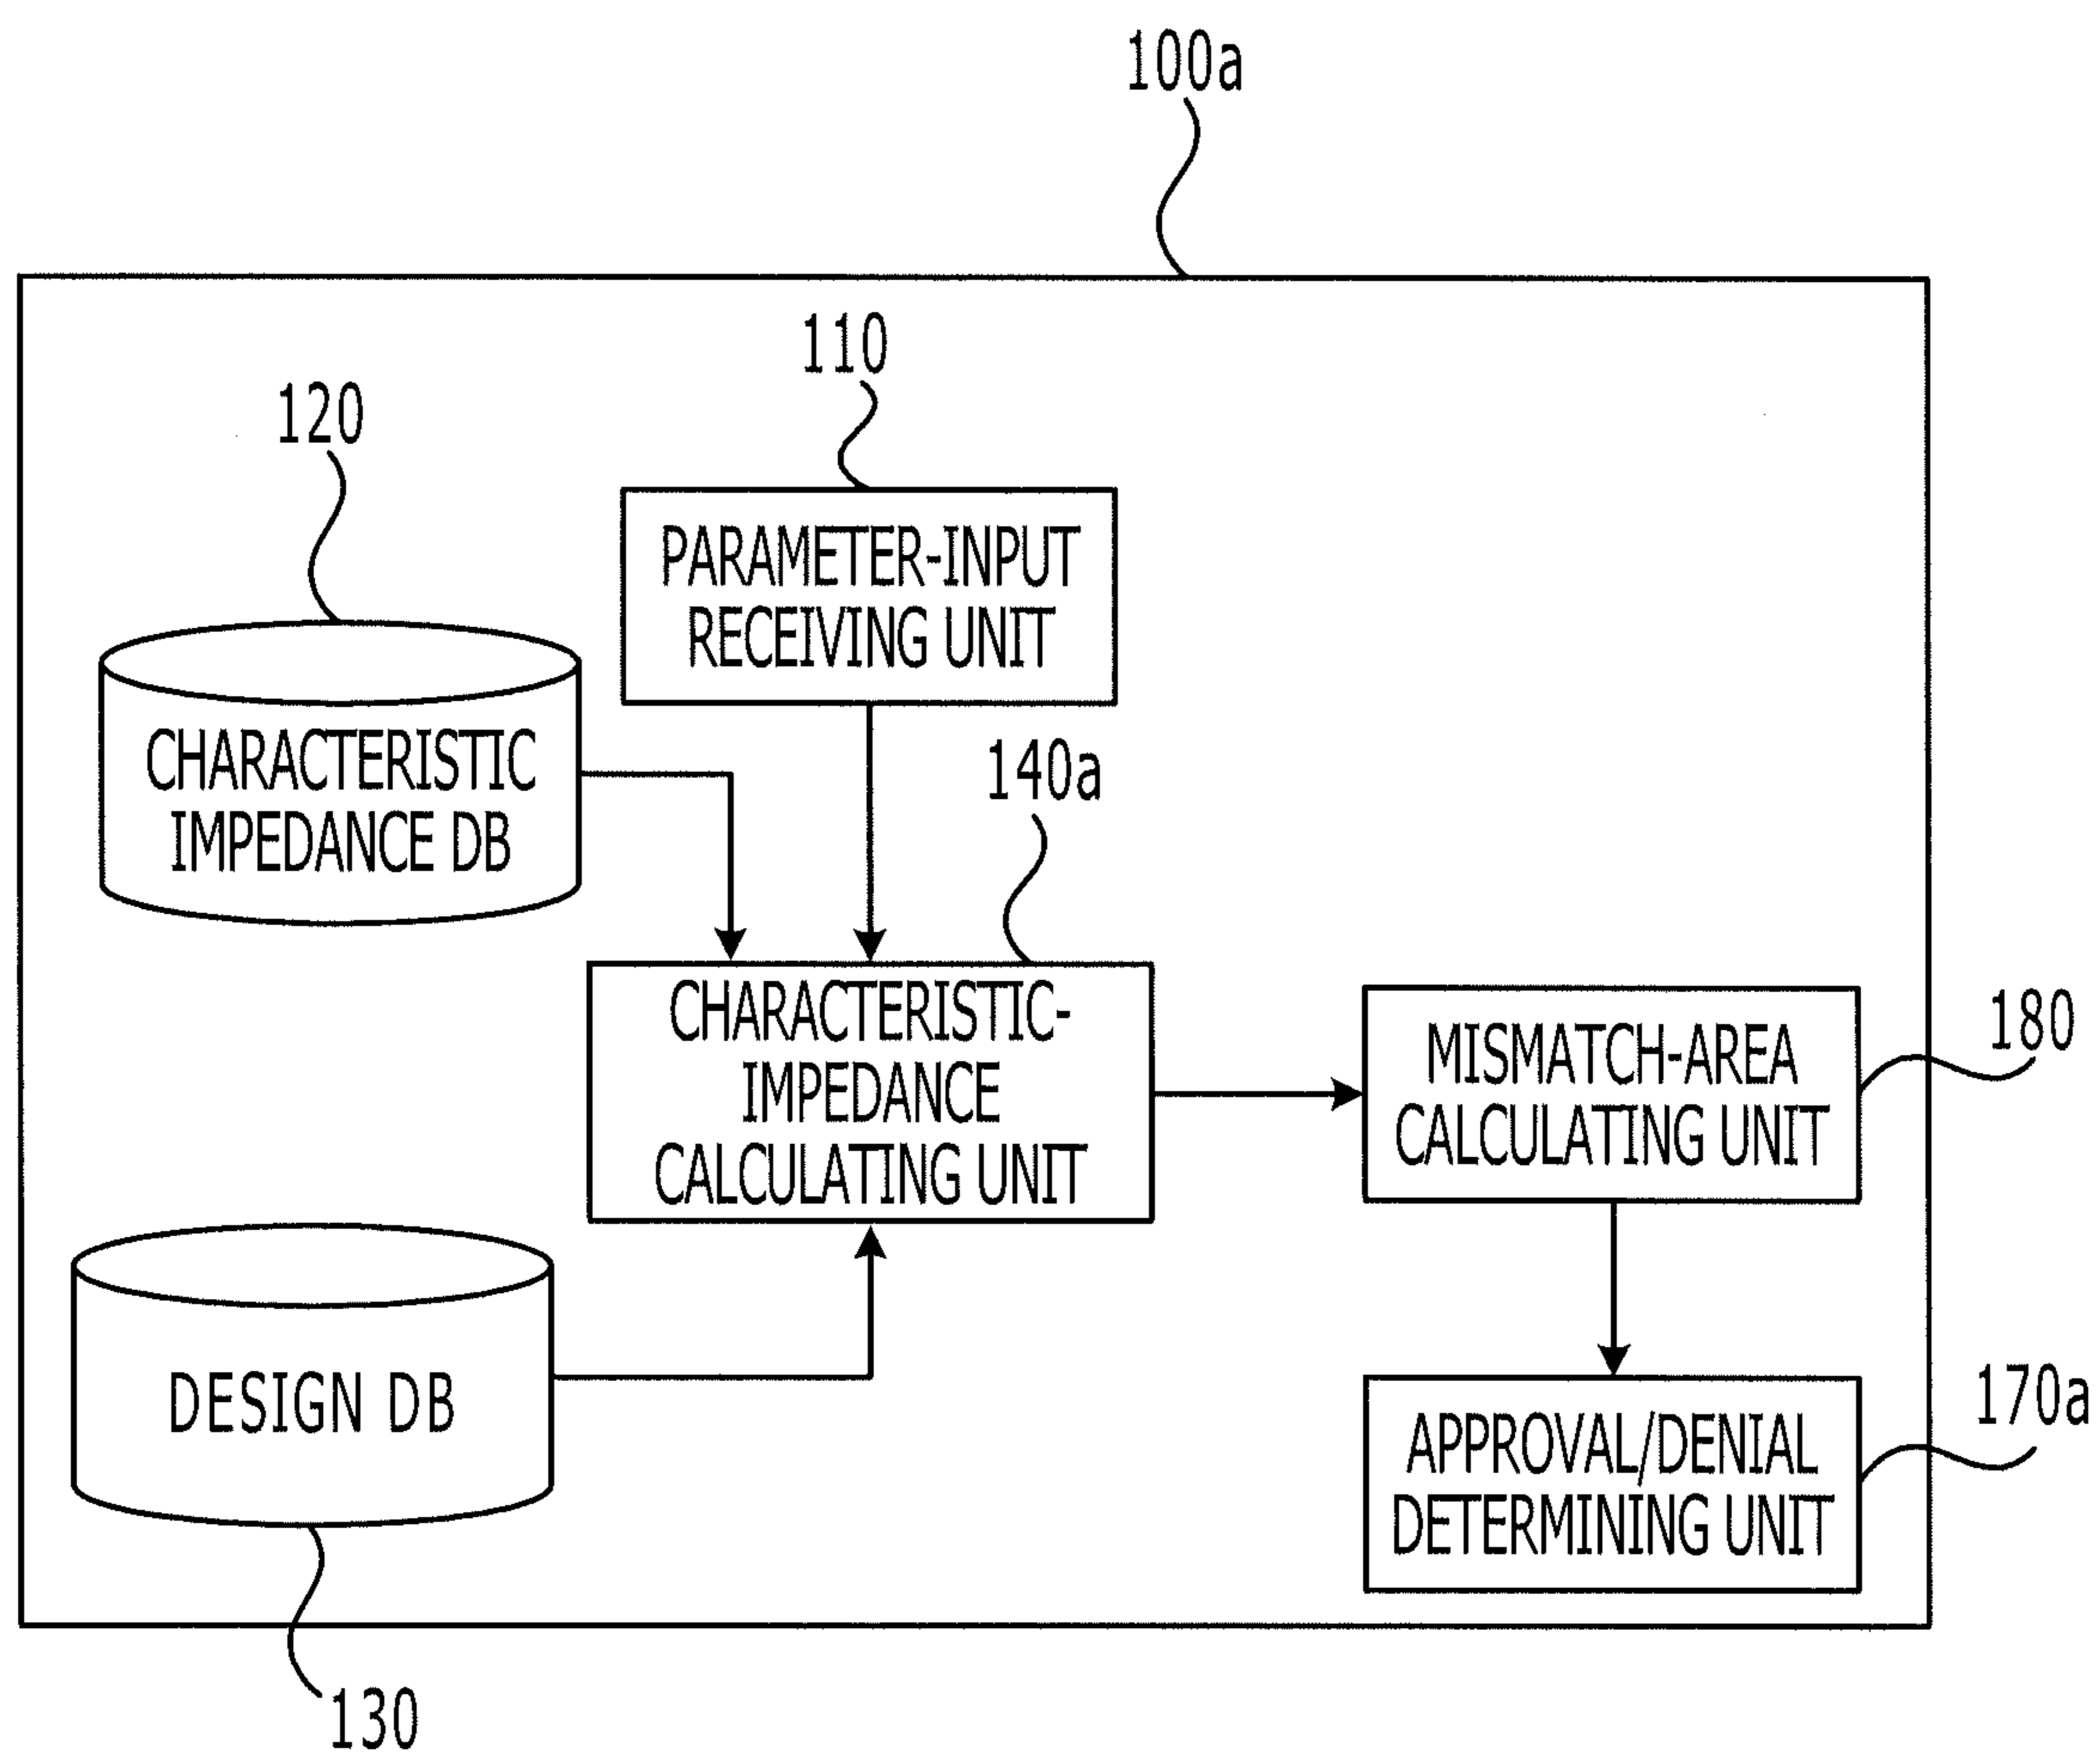 100a
110
120
PARAMETER-INPUT
RECEIVING UNIT
CHARACTERISTIC
IMPEDANCE DB
140a
CHARACTERISTIC-
IMPEDANCE
CALCULATING UNIT
MISMATCH-AREA
CALCULATING UNIT
180
DESIGN DB
APPROVAL/DENIAL
DETERMINING UNIT
170a
130